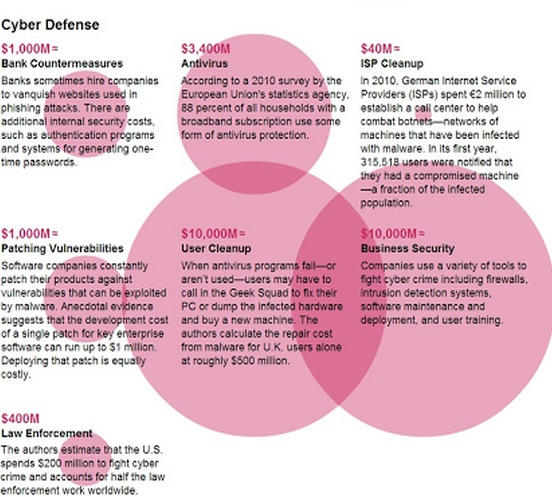 Cyber Defense
$1,000M≈
Bank Countermeasures
Banks sometimes hire companies
to vanquish websites used in
phishing attacks. There are
additional internal security costs,
such as authentication programs
and systems for generating one-
time passwords.
$3,400M
Antivirus
According to a 2010 survey by the
European Union's statistics agency,
88 percent of all households with a
broadband subscription use some
form of antivirus protection.
$40M≈
ISP Cleanup
In 2010, German Internet Service
Providers (ISPs) spent €2 million to
establish a call center to help
combat botnets—networks of
machines that have been infected
with malware. In its first year,
315,518 users were notified that
they had a compromised machine
—a fraction of the infected
population.
$1,000M≈
Patching Vulnerabilities
Software companies constantly
patch their products against
vulnerabilities that can be exploited
by malware. Anecdotal evidence
suggests that the development cost
of a single patch for key enterprise
software can run up to $1 million.
Deploying that patch is equally
costly.
$10,000M≈
User Cleanup
When antivirus programs fail—or
aren't used—users may have to
call in the Geek Squad to fix their
PC or dump the infected hardware
and buy a new machine. The
authors calculate the repair cost
from malware for U.K. users alone
at roughly $500 million.
$10,000M≈
Business Security
Companies use a variety of tools to
fight cyber crime including firewalls,
intrusion detection systems,
software maintenance and
deployment, and user training.
$400M
Law Enforcement
The authors estimate that the U.S.
spends $200 million to fight cyber
crime and accounts for half the law
enforcement work worldwide.